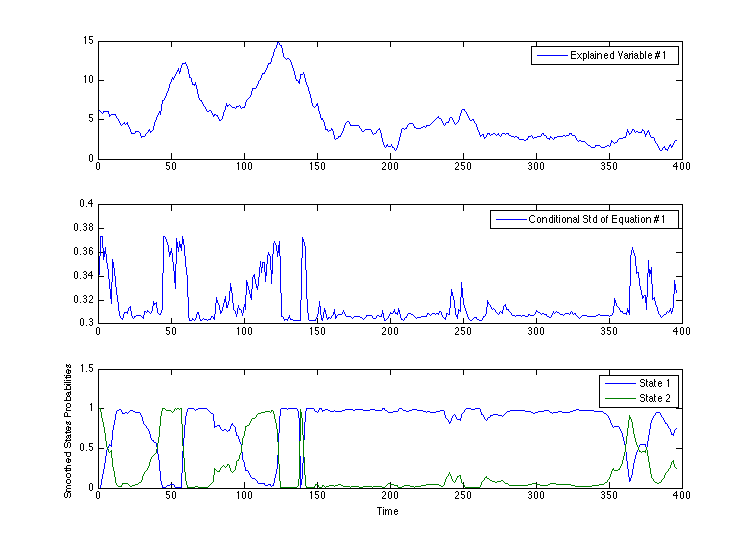 15
Explained Variable #1
10
5
0
0 50 100 150 200 250 300 350 400
0.4
Conditional Std of Equation #1
0.38
0.36
0.34
0.32
0.3
0 50 100 150 200 250 300 350 400
1.5
State 1
State 2
1
0.5
0
Smoothed States Probabilities
0 50 100 150 200 250 300 350 400
Time